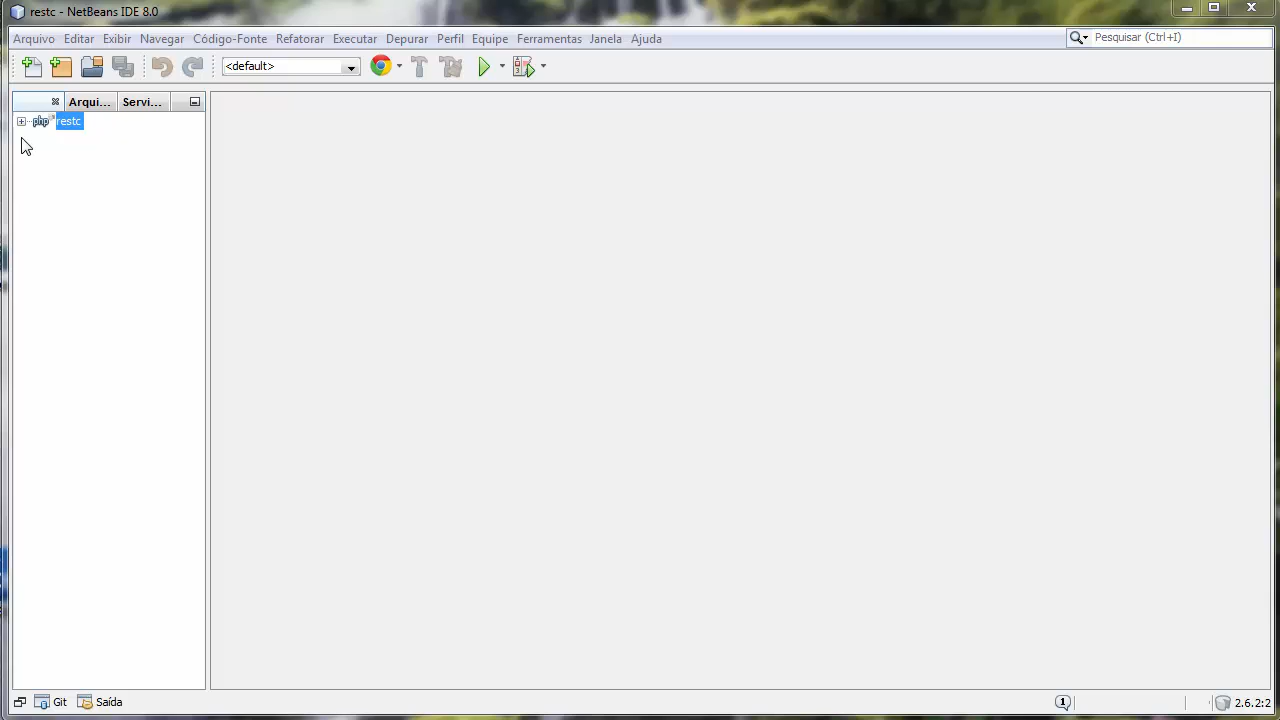 restc - NetBeans IDE 8.0
Arquivo Editar Exibir Navegar Código-Fonte Refatorar Executar Depurar Perfil Equipe Ferramentas Janela Ajuda
Pesquisar (Ctrl+I)
<default>
Arqui... Servi...
php restc
Git Saída
1
2.6.2:2